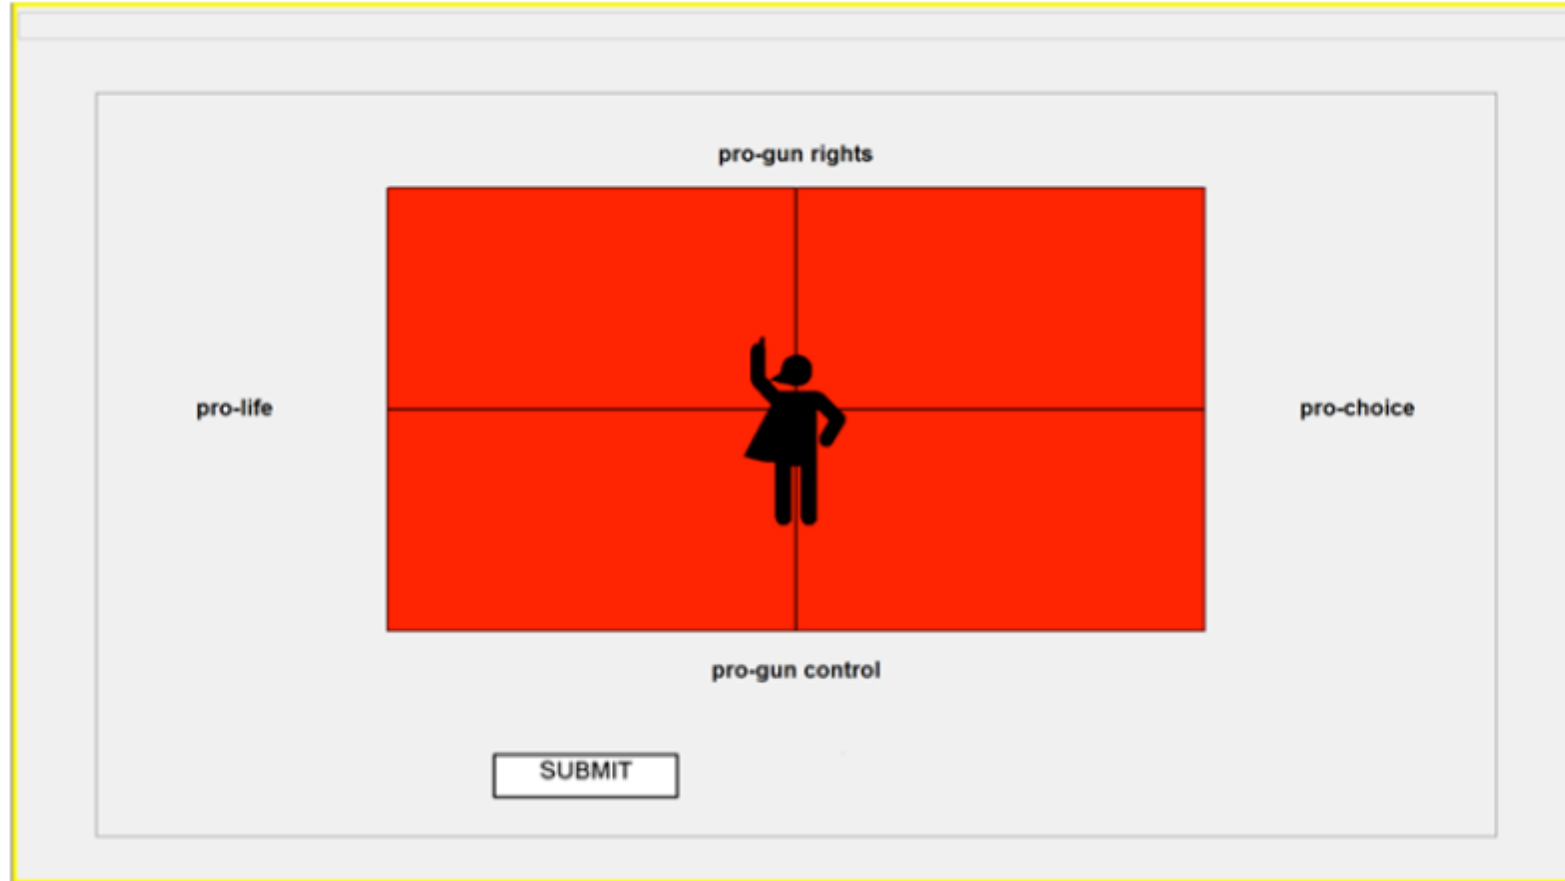 pro-gun rights
pro-life
pro-choice
pro-gun control
SUBMIT